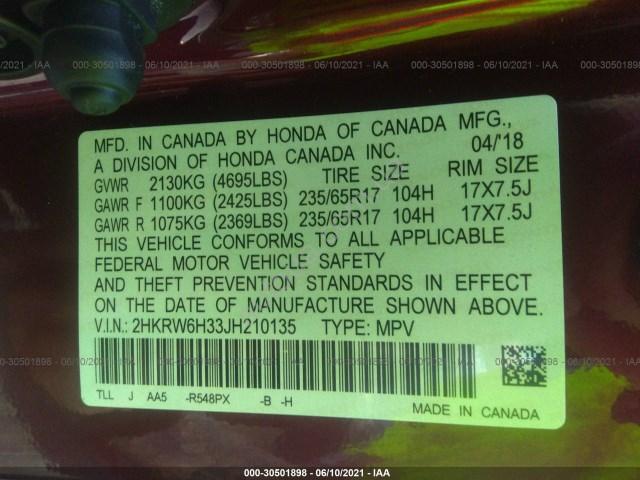 000-30501898 - 06/10/2021 - IAA
MFD. IN CANADA BY HONDA OF CANADA MFG.,
A DIVISION OF HONDA CANADA INC. 04/'18
GVWR 2130KG (4695LBS) TIRE SIZE RIM SIZE
GAWR F 1100KG (2425LBS) 235/65R17 104H 17X7.5J
GAWR R 1075KG (2369LBS) 235/65R17 104H 17X7.5J
THIS VEHICLE CONFORMS TO ALL APPLICABLE
FEDERAL MOTOR VEHICLE SAFETY
AND THEFT PREVENTION STANDARDS IN EFFECT
ON THE DATE OF MANUFACTURE SHOWN ABOVE.
V.I.N.: 2HKRW6H33JH210135 TYPE: MPV
TLL J AA5 -R548PX -B -H
MADE IN CANADA
000-30501898 - 06/10/2021 - IAA